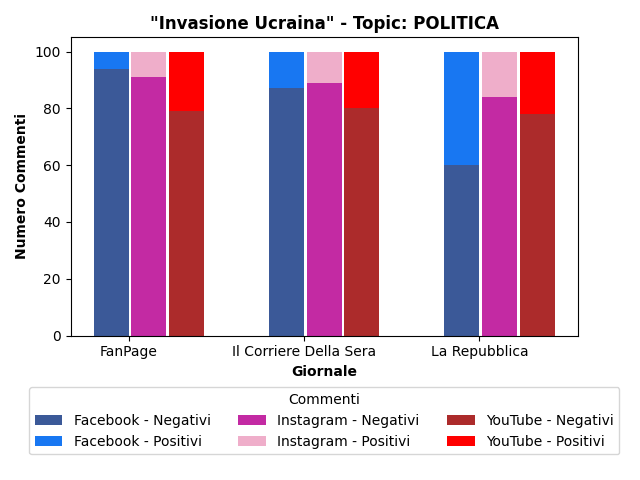 "Invasione Ucraina" - Topic: POLITICA
100
80
60
40
20
0
Numero Commenti
FanPage Il Corriere Della Sera La Repubblica
Giornale
Commenti
Facebook - Negativi Instagram - Negativi YouTube - Negativi
Facebook - Positivi Instagram - Positivi YouTube - Positivi